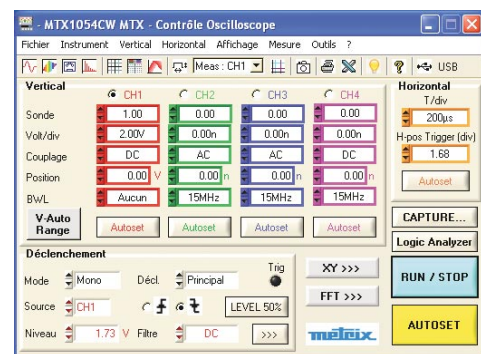 - MTX1054CW MTX - Contrôle Oscilloscope
Fichier Instrument Vertical Horizontal Affichage Mesure Outils ?
Meas : CH1 USB
Vertical
CH1 CH2 CH3 CH4
Sonde 1.00 0.00 0.00 0.00
Volt/div 2.00V 0.00n 0.00n 0.00n
Couplage DC AC AC DC
Position 0.00 V 0.00 n 0.00 n 0.00 n
BWL Aucun 15MHz 15MHz 15MHz
V-Auto
Range
Autoset Autoset Autoset Autoset
Horizontal
T/div
200µs
H-pos Trigger (div)
1.68
Autoset
CAPTURE...
Logic Analyzer
RUN / STOP
AUTOSET
Déclenchement
Mode Mono Décl. Principal Trig
Source CH1 LEVEL 50%
Niveau 1.73 V Filtre DC >>>
XY >>>
FFT >>>
metrix